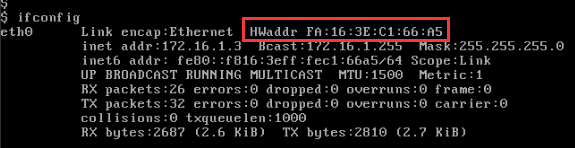 $
$ ifconfig
eth0 Link encap:Ethernet HWaddr FA:16:3E:C1:66:A5
inet addr:172.16.1.3 Bcast:172.16.1.255 Mask:255.255.255.0
inet6 addr: fe80::f816:3eff:fec1:66a5/64 Scope:Link
UP BROADCAST RUNNING MULTICAST MTU:1500 Metric:1
RX packets:26 errors:0 dropped:0 overruns:0 frame:0
TX packets:32 errors:0 dropped:0 overruns:0 carrier:0
collisions:0 txqueuelen:1000
RX bytes:2687 (2.6 KiB) TX bytes:2810 (2.7 KiB)